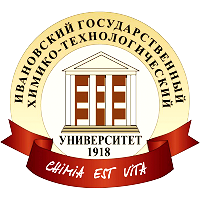 ИВАНОВСКИЙ ГОСУДАРСТВЕННЫЙ
ХИМИКО-ТЕХНОЛОГИЧЕСКИЙ
УНИВЕРСИТЕТ
1918
CHiMiA EST ViTA